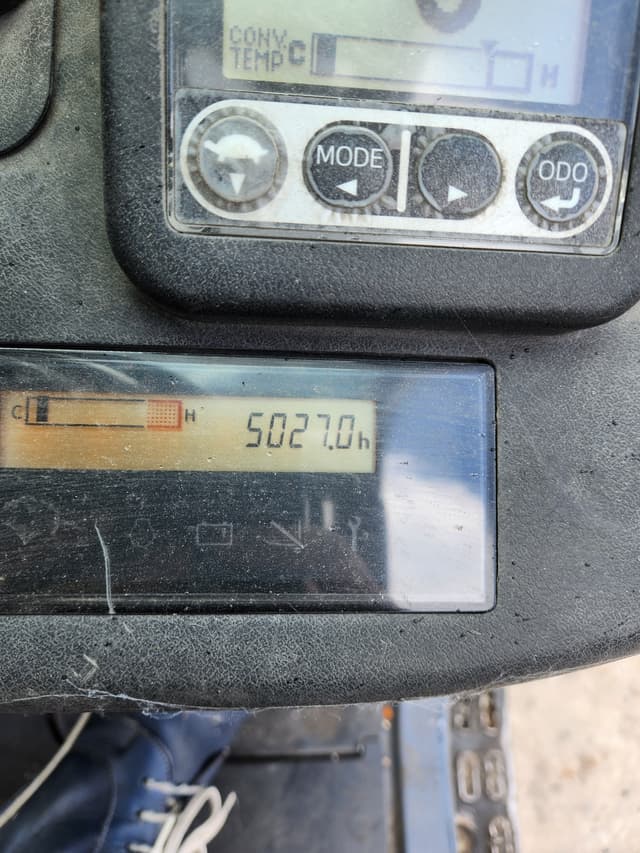 CONV.
TEMP C H
MODE
ODO
C H 5027.0h